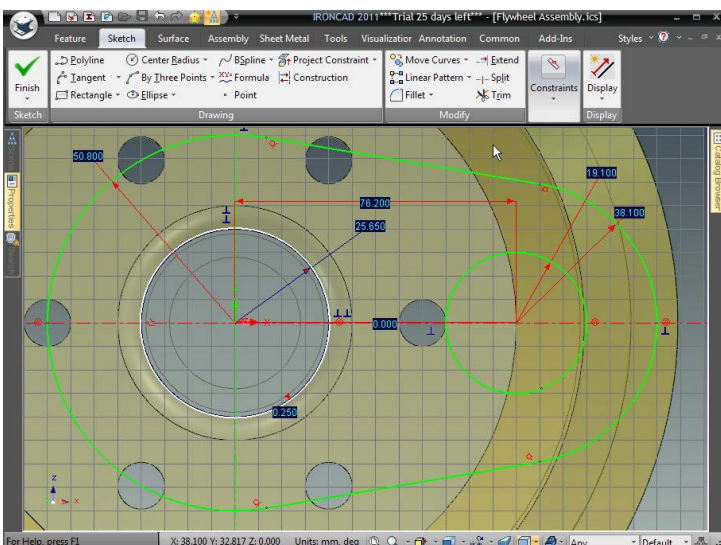 IRONCAD 2011***Trial 25 days left*** - [Flywheel Assembly.ics]
Feature Sketch Surface Assembly Sheet Metal Tools Visualization Annotation Common Add-Ins Styles
Finish
Polyline Center Radius BSpline Project Constraint
Tangent By Three Points Formula Construction
Rectangle Ellipse Point
Move Curves Extend
Linear Pattern Split
Fillet Trim
Constraints
Display
Sketch Drawing Modify Display
Properties
Catalog Browser
50.800
19.100
76.200
38.100
25.650
0.000
0.250
X
Z
X
For Help, press F1 X: 38.100 Y: 32.817 Z: 0.000 Units: mm, deg Any Default